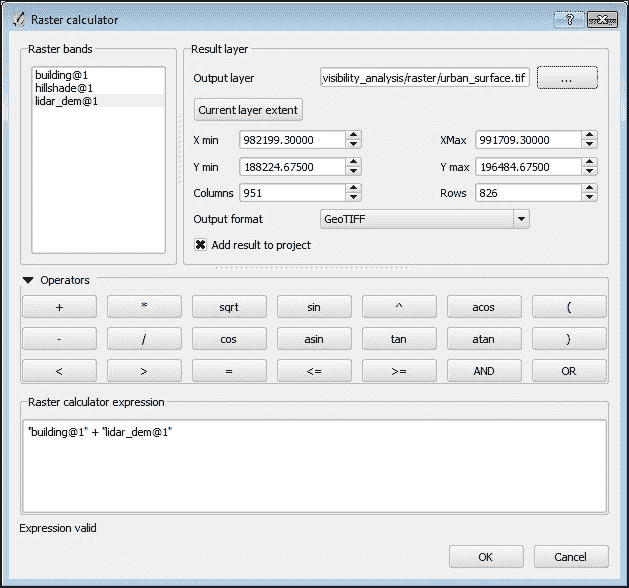 Raster calculator
?
Raster bands
building@1
hillshade@1
lidar_dem@1
Result layer
Output layer visibility_analysis/raster/urban_surface.tif ...
Current layer extent
X min 982199.30000 XMax 991709.30000
Y min 188224.67500 Y max 196484.67500
Columns 951 Rows 826
Output format GeoTIFF
Add result to project
Operators
+ * sqrt sin ^ acos (
- / cos asin tan atan )
< > = <= >= AND OR
Raster calculator expression
"building@1" + "lidar_dem@1"
Expression valid
OK Cancel